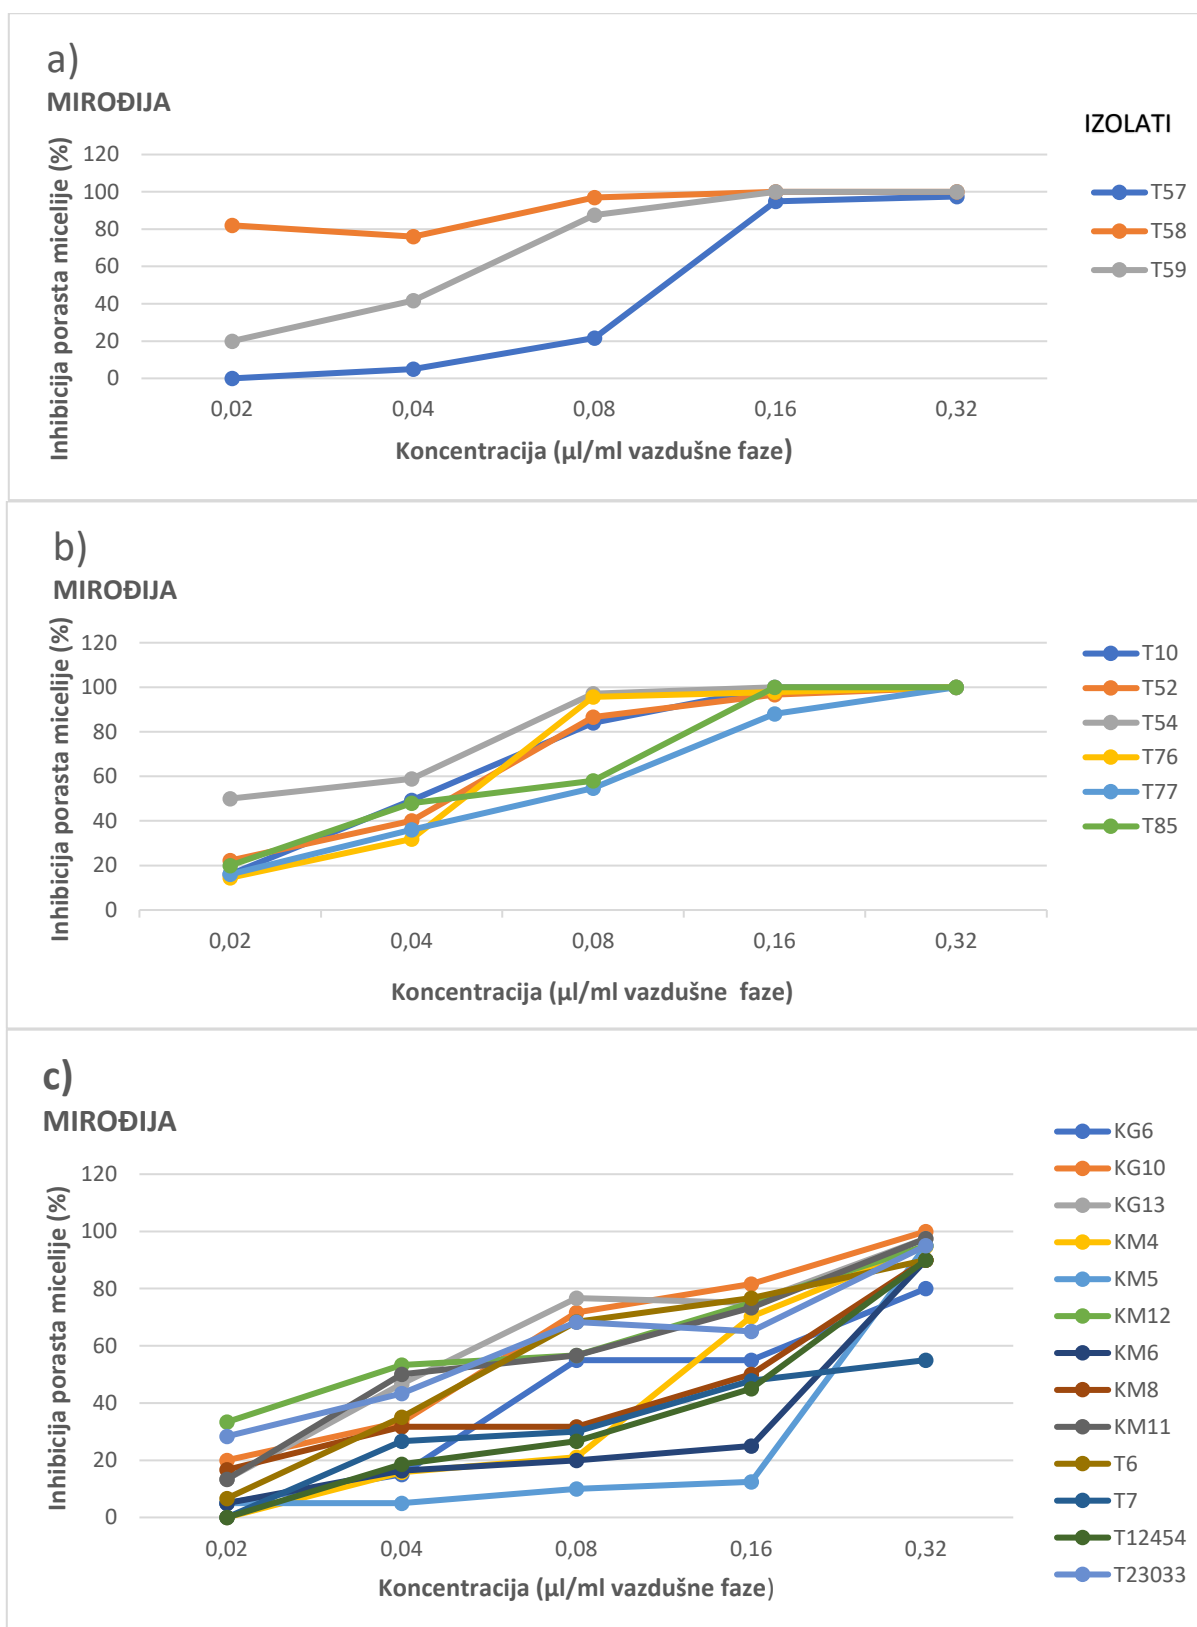 a)
MIROĐIJA
IZOLATI
Inhibicija porasta micelije (%)
120
100
80
60
40
20
0
0,02 0,04 0,08 0,16 0,32
Koncentracija (µl/ml vazdušne faze)
T57
T58
T59
b)
MIROĐIJA
Inhibicija porasta micelije (%)
120
100
80
60
40
20
0
0,02 0,04 0,08 0,16 0,32
Koncentracija (µl/ml vazdušne faze)
T10
T52
T54
T76
T77
T85
c)
MIROĐIJA
Inhibicija porasta micelije (%)
120
100
80
60
40
20
0
0,02 0,04 0,08 0,16 0,32
Koncentracija (µl/ml vazdušne faze)
KG6
KG10
KG13
KM4
KM5
KM12
KM6
KM8
KM11
T6
T7
T12454
T23033